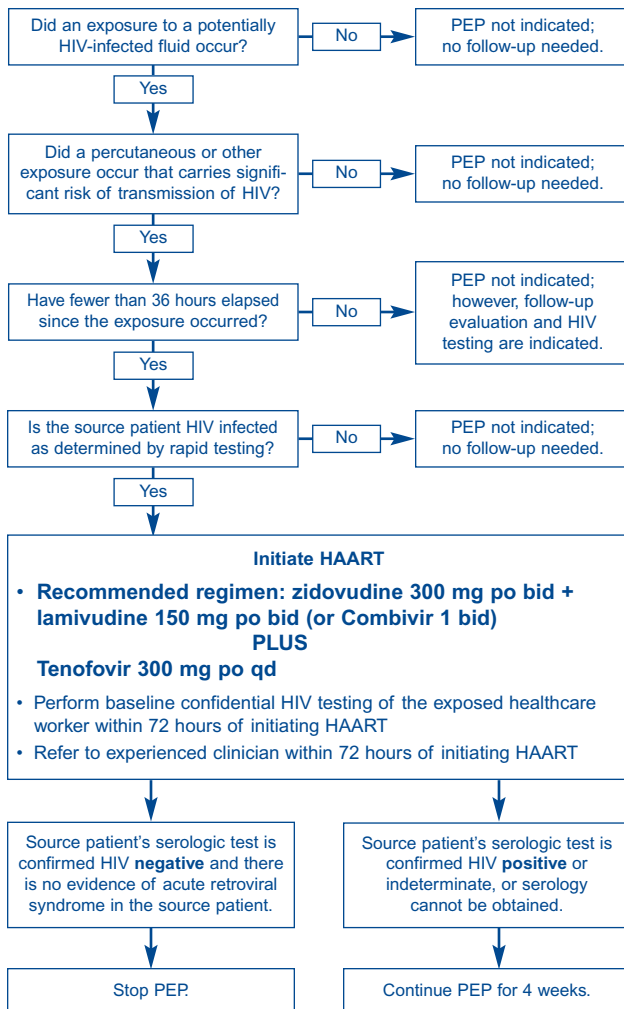 Did an exposure to a potentially
HIV-infected fluid occur?
No
PEP not indicated;
no follow-up needed.
Yes
Did a percutaneous or other
exposure occur that carries signifi-
cant risk of transmission of HIV?
No
PEP not indicated;
no follow-up needed.
Yes
Have fewer than 36 hours elapsed
since the exposure occurred?
No
PEP not indicated;
however, follow-up
evaluation and HIV
testing are indicated.
Yes
Is the source patient HIV infected
as determined by rapid testing?
No
PEP not indicated;
no follow-up needed.
Yes
Initiate HAART
• Recommended regimen: zidovudine 300 mg po bid +
lamivudine 150 mg po bid (or Combivir 1 bid)
PLUS
Tenofovir 300 mg po qd
• Perform baseline confidential HIV testing of the exposed healthcare
worker within 72 hours of initiating HAART
• Refer to experienced clinician within 72 hours of initiating HAART
Source patient's serologic test is
confirmed HIV negative and there
is no evidence of acute retroviral
syndrome in the source patient.
Source patient's serologic test is
confirmed HIV positive or
indeterminate, or serology
cannot be obtained.
Stop PEP.
Continue PEP for 4 weeks.